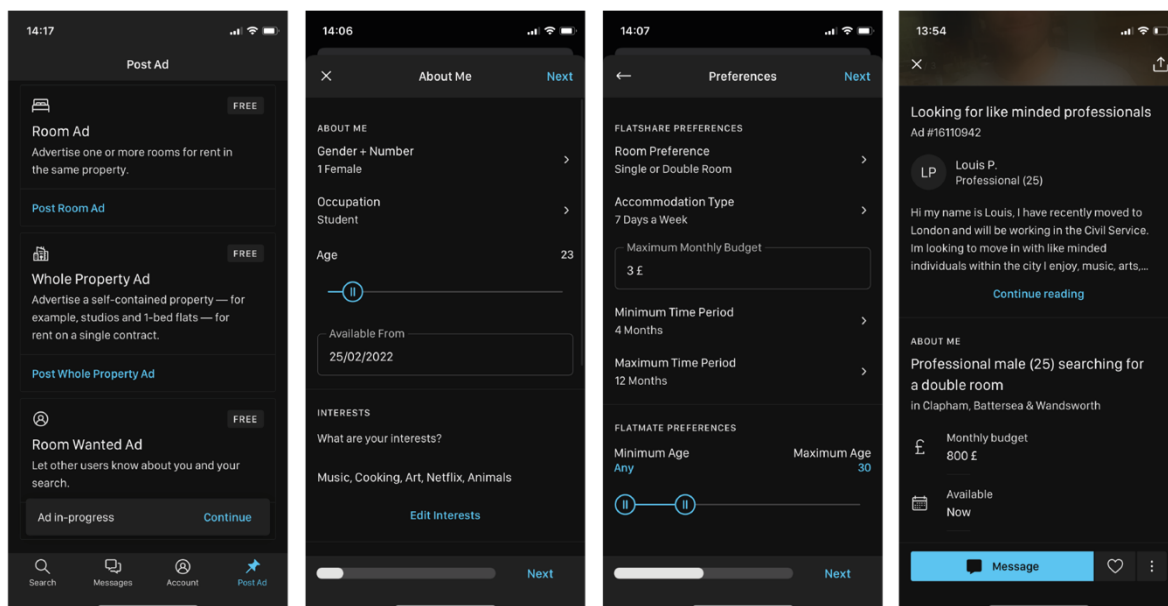 14:17
Post Ad
FREE
Room Ad
Advertise one or more rooms for rent in
the same property.
Post Room Ad
FREE
Whole Property Ad
Advertise a self-contained property — for
example, studios and 1-bed flats — for
rent on a single contract.
Post Whole Property Ad
FREE
Room Wanted Ad
Let other users know about you and your
search.
Ad in-progress Continue
Search Messages Account Post Ad
14:06
About Me Next
ABOUT ME
Gender + Number
1 Female
Occupation
Student
Age 23
Available From
25/02/2022
INTERESTS
What are your interests?
Music, Cooking, Art, Netflix, Animals
Edit Interests
Next
14:07
Preferences Next
FLATSHARE PREFERENCES
Room Preference
Single or Double Room
Accommodation Type
7 Days a Week
Maximum Monthly Budget
3 £
Minimum Time Period
4 Months
Maximum Time Period
12 Months
FLATMATE PREFERENCES
Minimum Age Maximum Age
Any 30
Next
13:54
Looking for like minded professionals
Ad #16110942
LP
Louis P.
Professional (25)
Hi my name is Louis, I have recently moved to
London and will be working in the Civil Service.
Im looking to move in with like minded
individuals within the city I enjoy, music, arts,...
Continue reading
ABOUT ME
Professional male (25) searching for
a double room
in Clapham, Battersea & Wandsworth
£
Monthly budget
800 £
Available
Now
Message